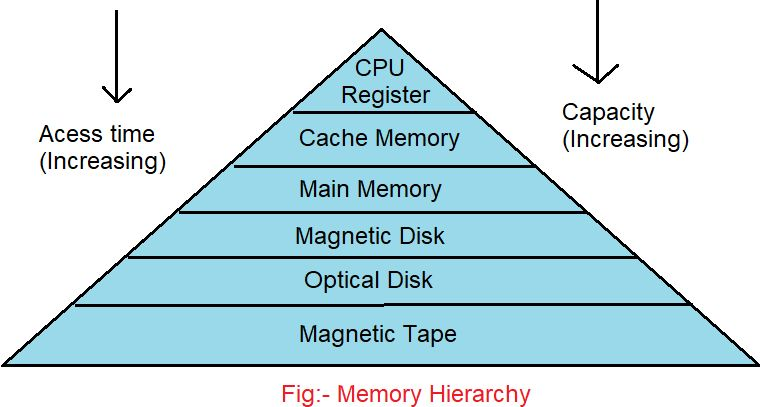 CPU
Register
Acess time
(Increasing)
Capacity
(Increasing)
Cache Memory
Main Memory
Magnetic Disk
Optical Disk
Magnetic Tape
Fig:- Memory Hierarchy